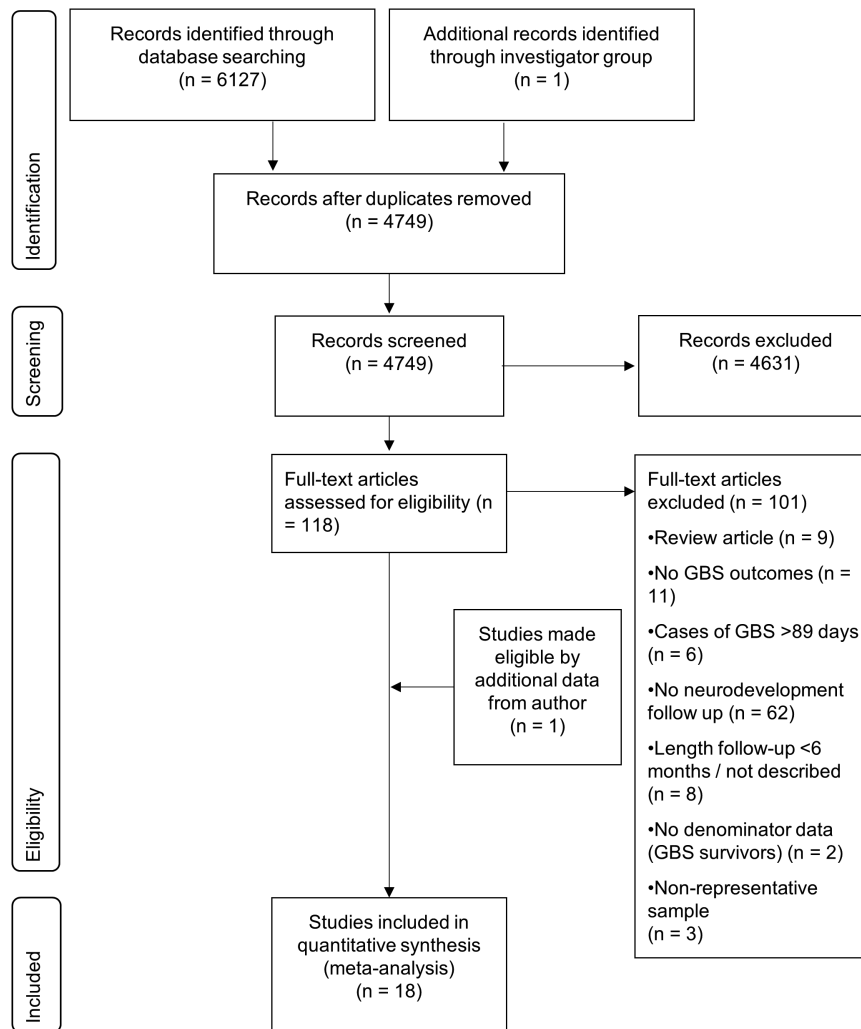 Identification
Records identified through
database searching
(n = 6127)
Additional records identified
through investigator group
(n = 1)
Records after duplicates removed
(n = 4749)
Screening
Records screened
(n = 4749)
Records excluded
(n = 4631)
Eligibility
Full-text articles
assessed for eligibility (n
= 118)
Full-text articles
excluded (n = 101)
•Review article (n = 9)
•No GBS outcomes (n =
11)
•Cases of GBS >89 days
(n = 6)
•No neurodevelopment
follow up (n = 62)
•Length follow-up <6
months / not described
(n = 8)
•No denominator data
(GBS survivors) (n = 2)
•Non-representative
sample
(n = 3)
Studies made
eligible by
additional data
from author
(n = 1)
Included
Studies included in
quantitative synthesis
(meta-analysis)
(n = 18)